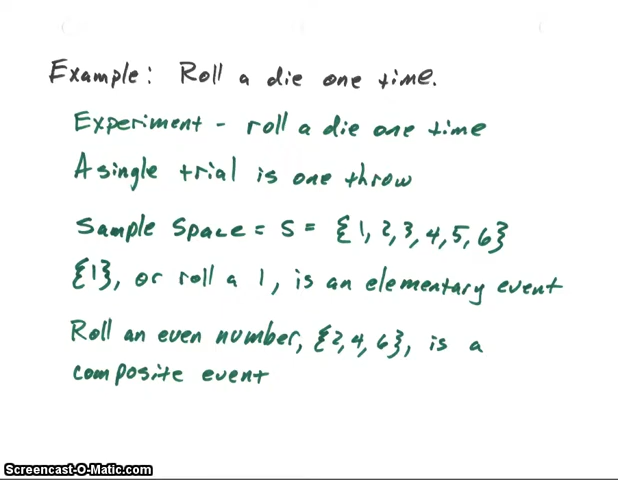 Example: Roll a die one time.
Experiment - roll a die one time
A single trial is one throw
Sample Space = S = {1, 2, 3, 4, 5, 6}
{1}, or roll a 1, is an elementary event
Roll an even number, {2, 4, 6}, is a
composite event
Screencast-O-Matic.com